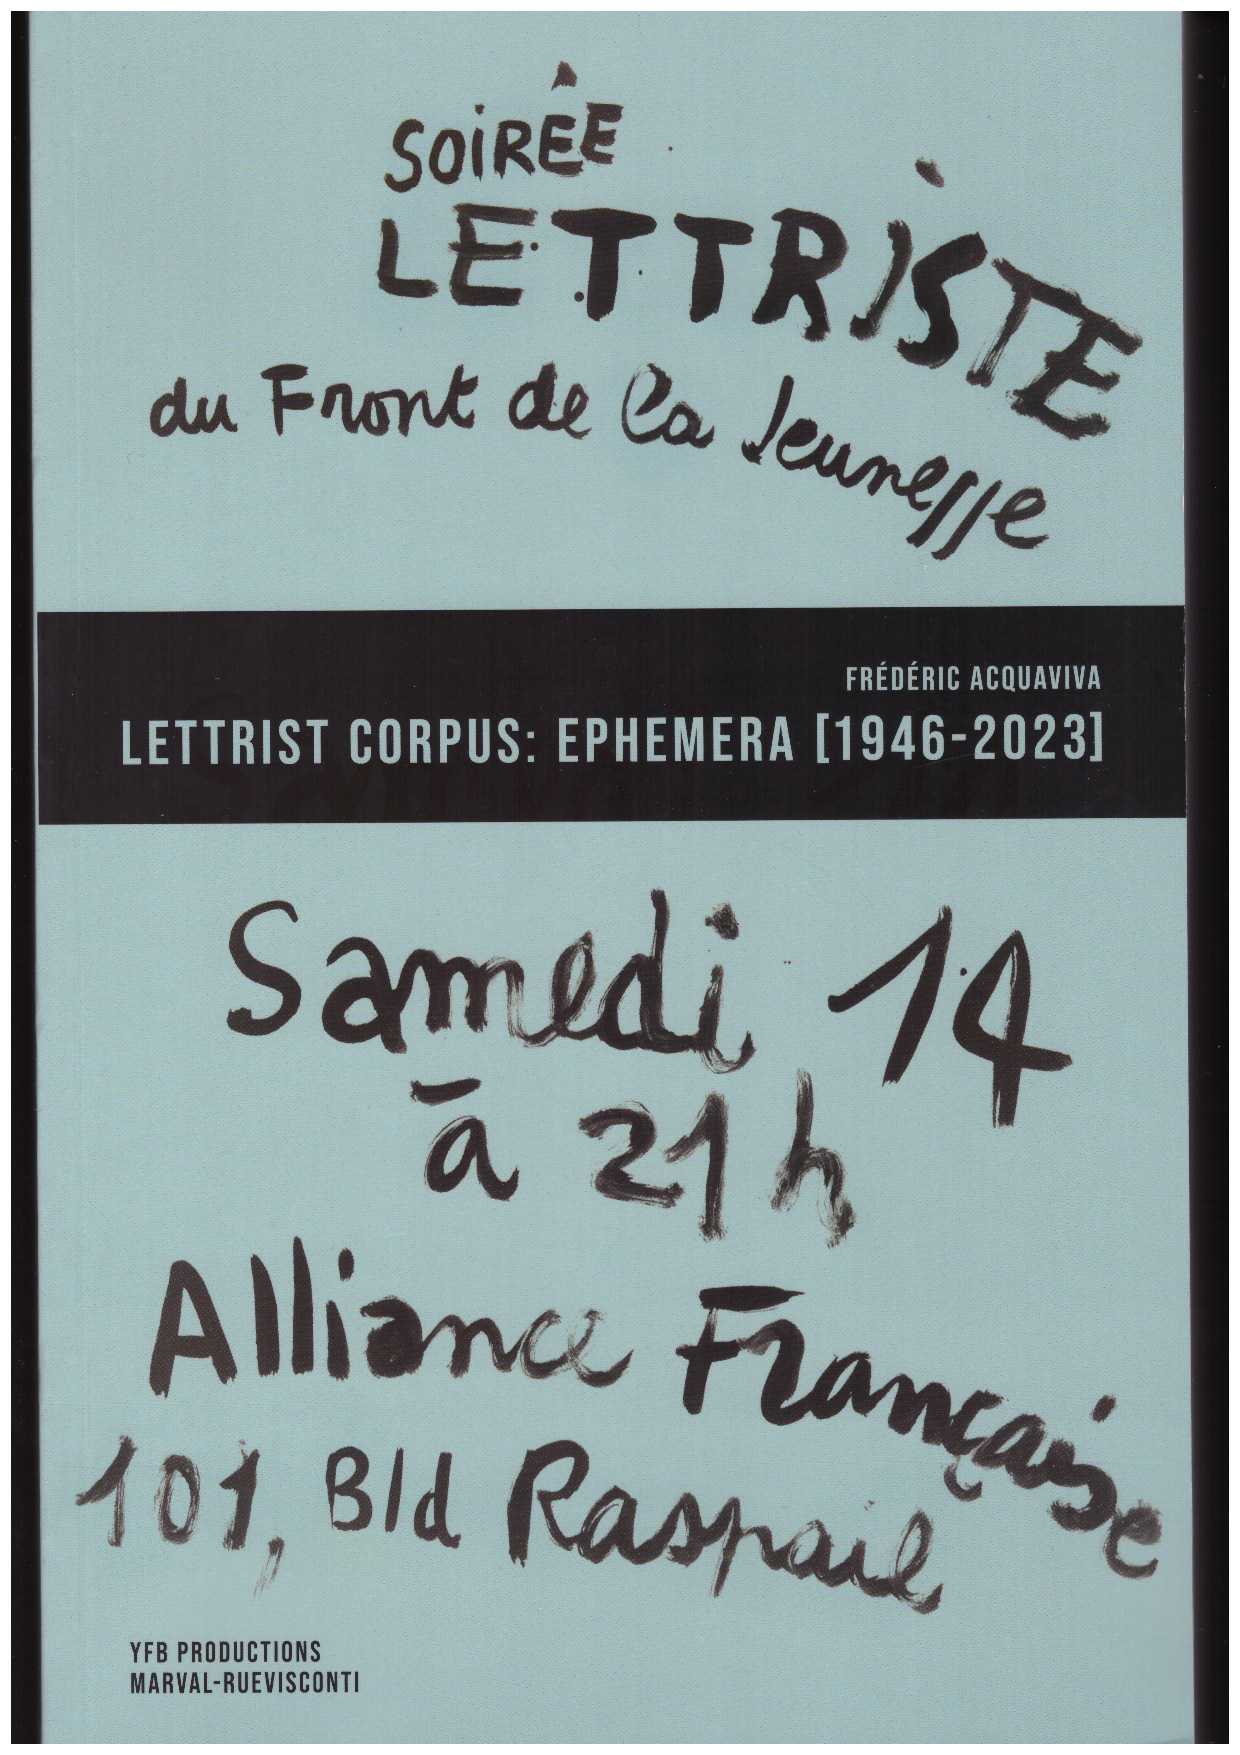 SOIRÉE
LETTRISTE
du Front de la Jeunesse
FRÉDÉRIC ACQUAVIVA
LETTRIST CORPUS: EPHEMERA [1946-2023]
Samedi 14
à 21h
Alliance Française
101, Bld Raspail
YFB PRODUCTIONS
MARVAL-RUEVISCONTI